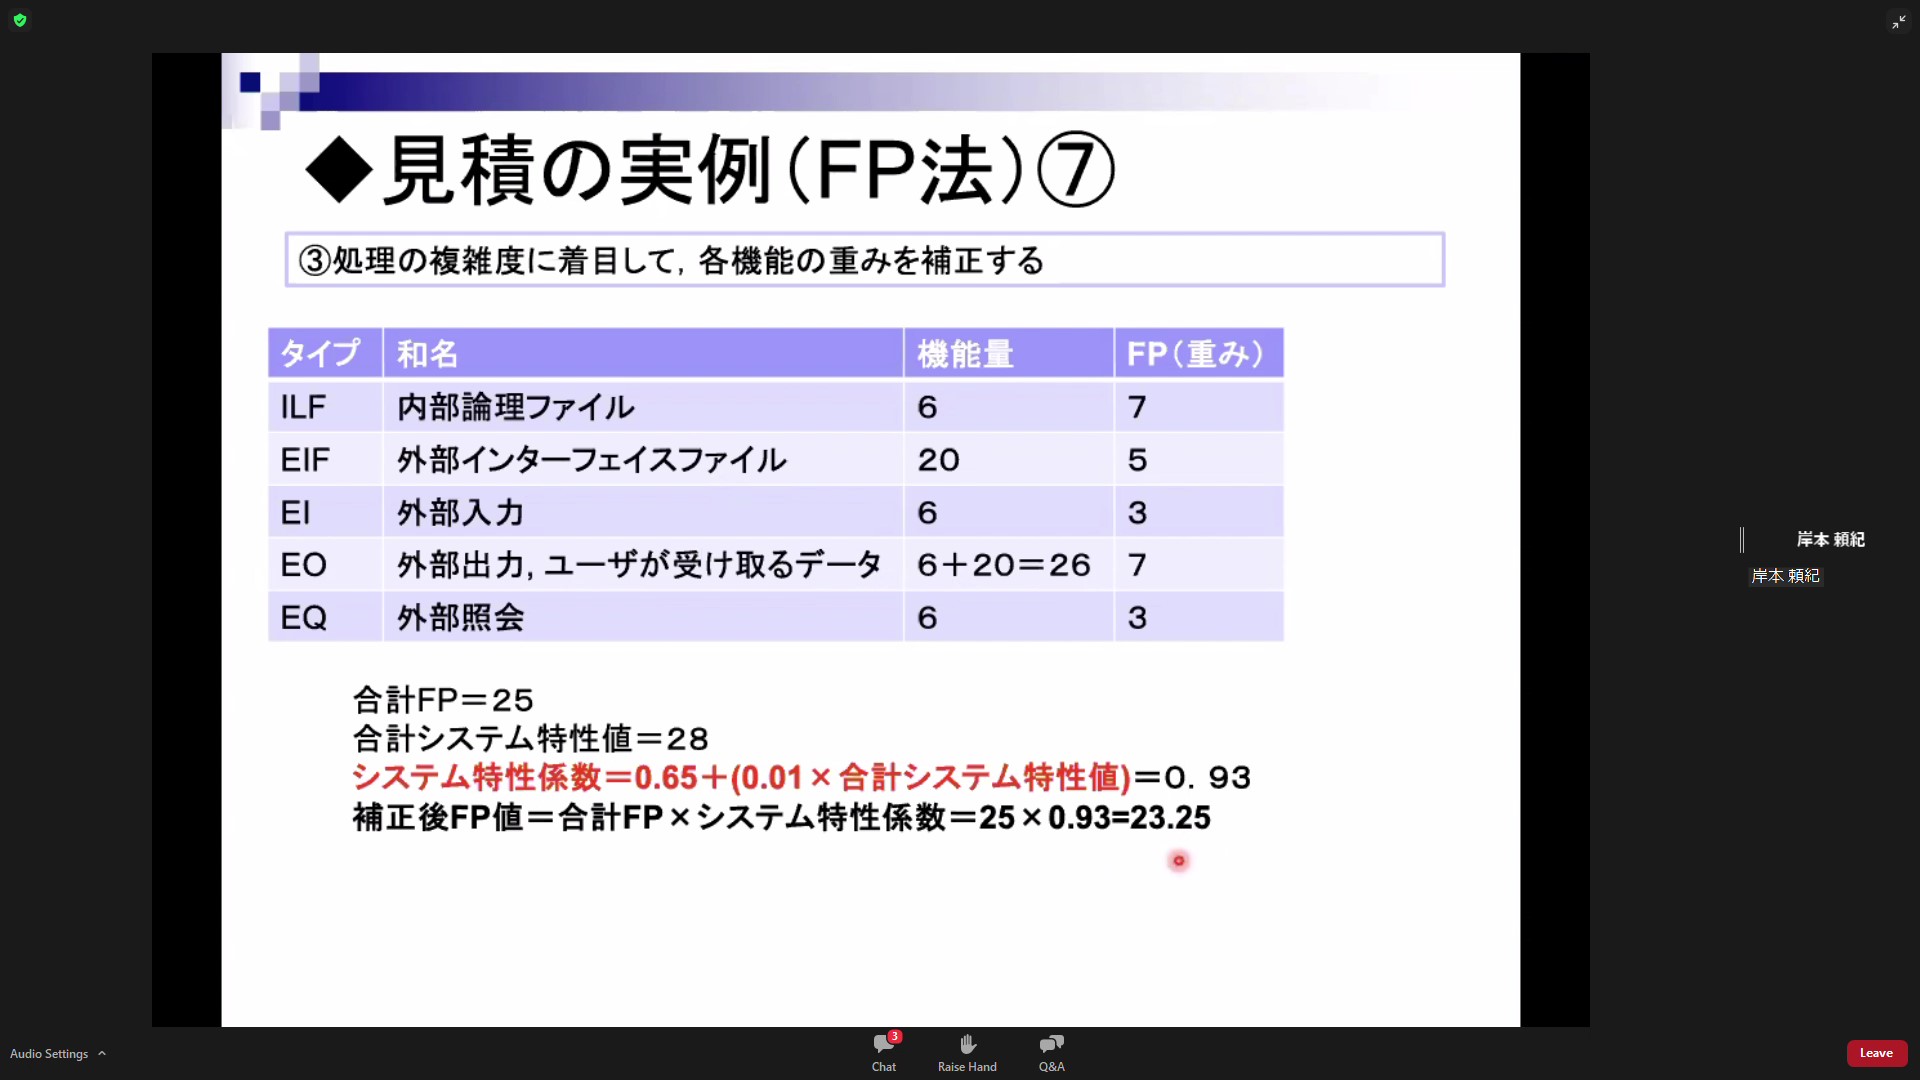 ◆見積の実例（FP法）⑦
③処理の複雑度に着目して，各機能の重みを補正する
タイプ 和名 機能量 FP（重み）
ILF 内部論理ファイル 6 7
EIF 外部インターフェイスファイル 20 5
EI 外部入力 6 3
EO 外部出力，ユーザが受け取るデータ 6＋20＝26 7
EQ 外部照会 6 3
合計FP＝25
合計システム特性値＝28
システム特性係数＝0.65＋(0.01×合計システム特性値)＝0．93
補正後FP値＝合計FP×システム特性係数＝25×0.93=23.25
岸本 頼紀
岸本 頼紀
Audio Settings
3
Chat
Raise Hand
Q&A
Leave